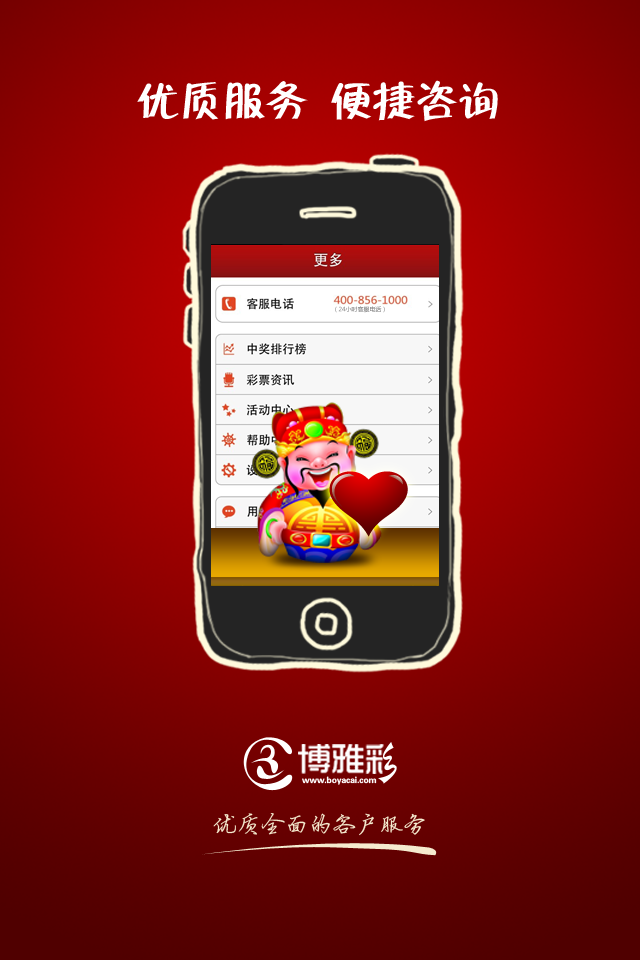 优质服务 便捷咨询
更多
客服电话
400-856-1000
（24小时客服电话）
中奖排行榜
彩票资讯
活动中心
帮助中
设
用
博雅彩
www.boyacai.com
优质全面的客户服务